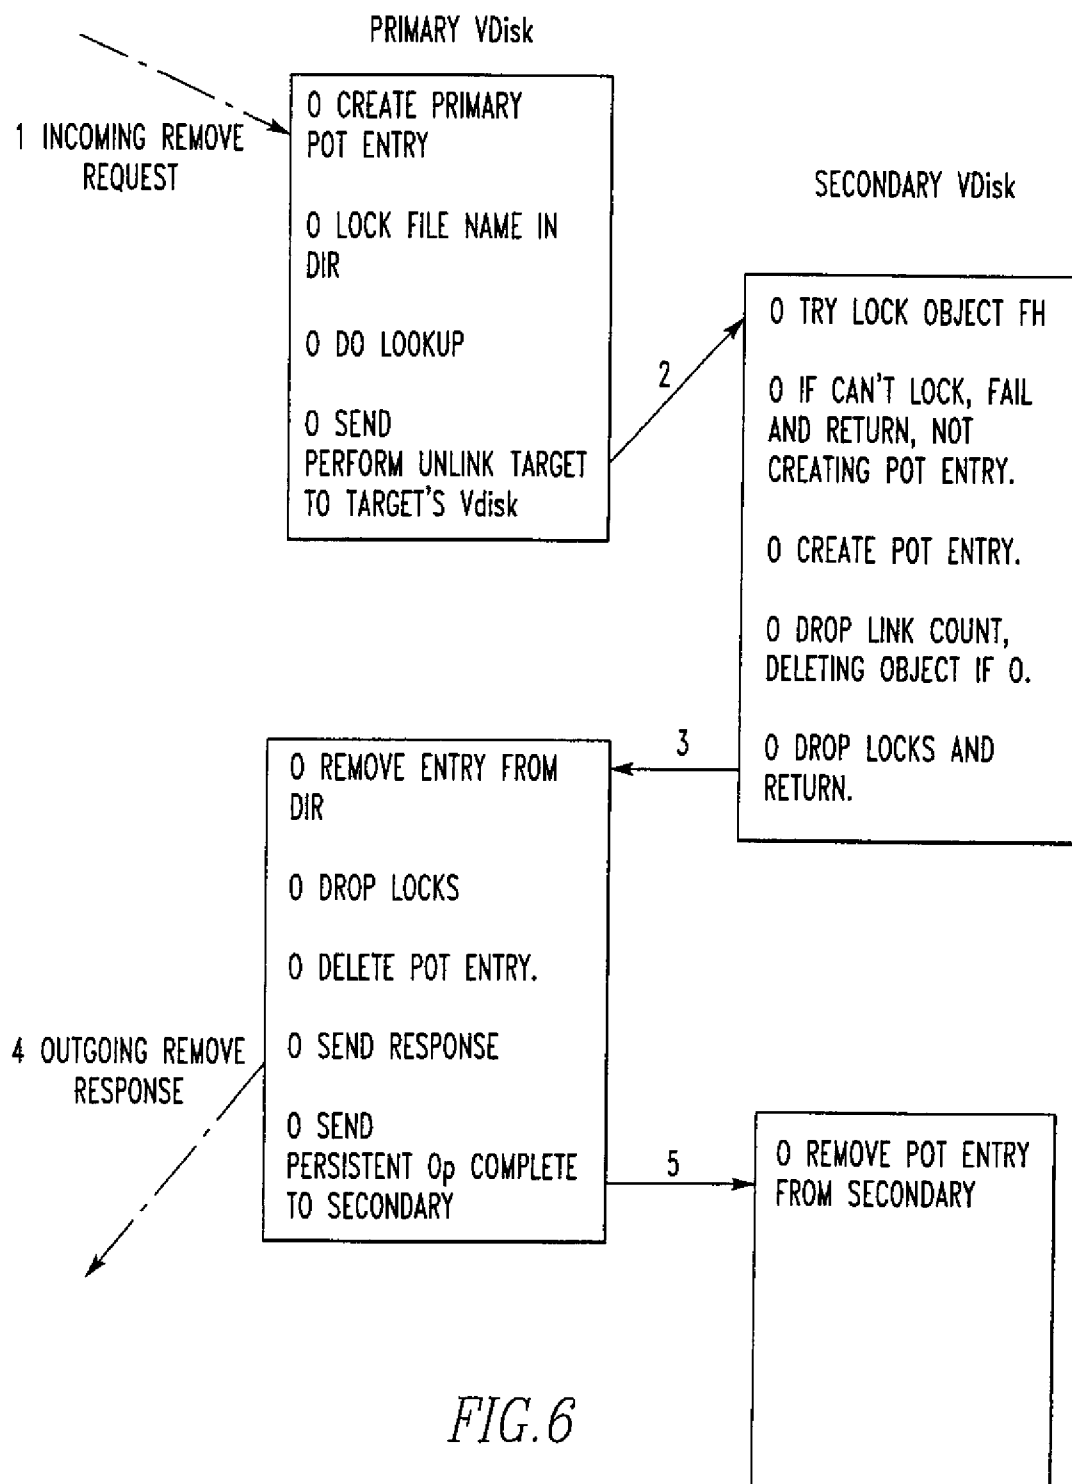 PRIMARY VDisk
1 INCOMING REMOVE
REQUEST
O CREATE PRIMARY
POT ENTRY
O LOCK FILE NAME IN
DIR
O DO LOOKUP
O SEND
PERFORM UNLINK TARGET
TO TARGET'S Vdisk
2
SECONDARY VDisk
O TRY LOCK OBJECT FH
O IF CAN'T LOCK, FAIL
AND RETURN, NOT
CREATING POT ENTRY.
O CREATE POT ENTRY.
O DROP LINK COUNT,
DELETING OBJECT IF 0.
O DROP LOCKS AND
RETURN.
3
O REMOVE ENTRY FROM
DIR
O DROP LOCKS
O DELETE POT ENTRY.
O SEND RESPONSE
O SEND
PERSISTENT Op COMPLETE
TO SECONDARY
4 OUTGOING REMOVE
RESPONSE
5
O REMOVE POT ENTRY
FROM SECONDARY
FIG.6